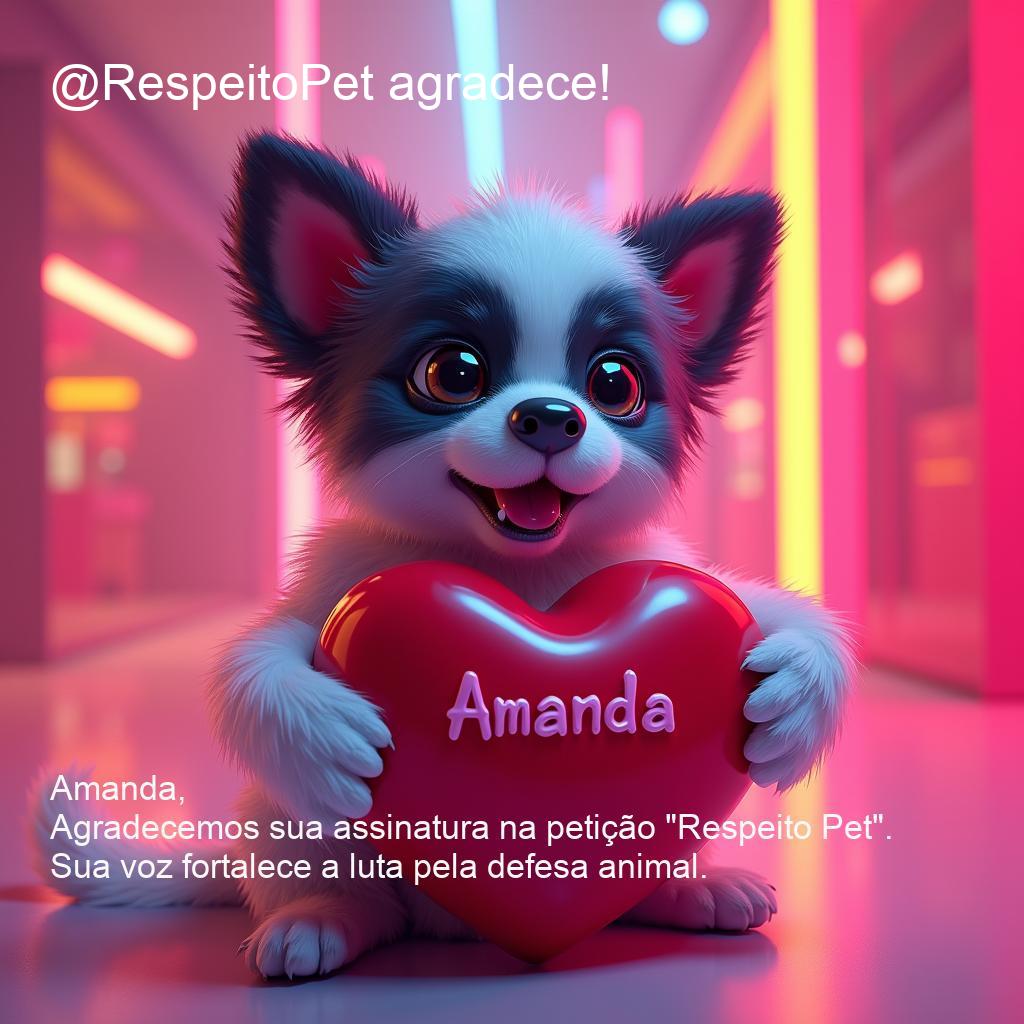 @RespeitoPet agradece!
Amanda
Amanda,
Agradecemos sua assinatura na petição "Respeito Pet".
Sua voz fortalece a luta pela defesa animal.